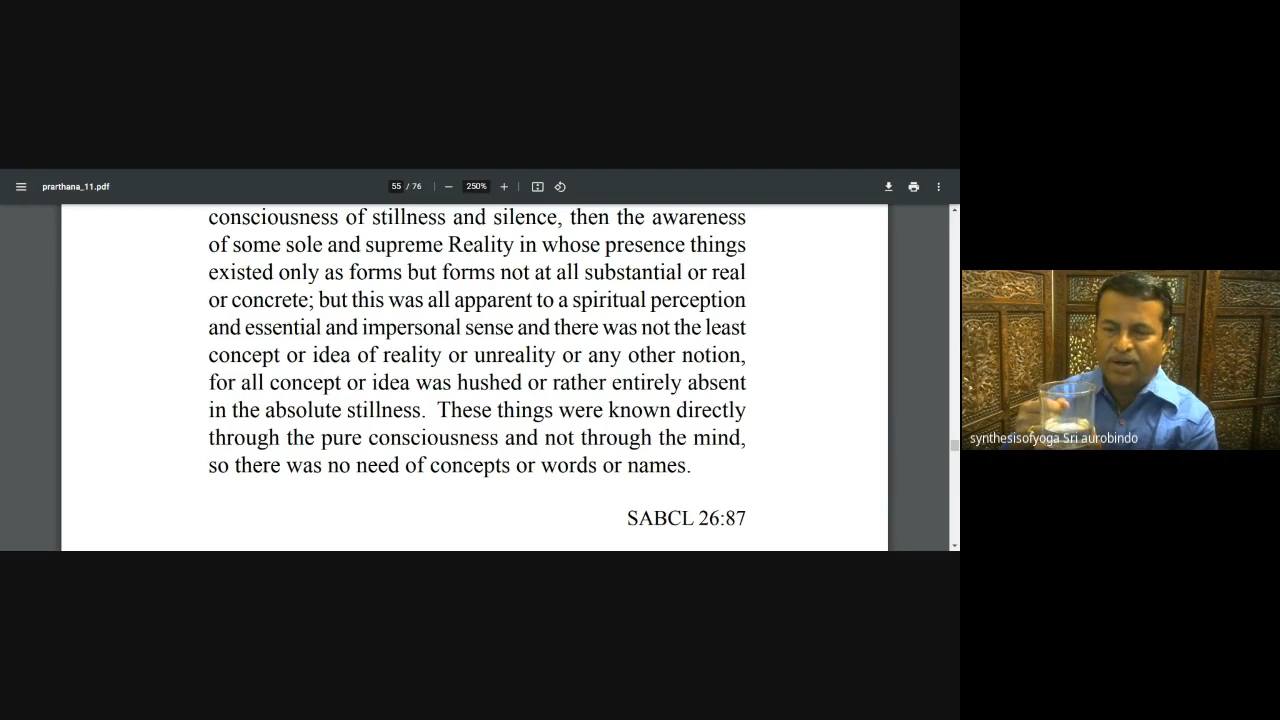 prarthana_11.pdf
55 / 76
250%
consciousness of stillness and silence, then the awareness
of some sole and supreme Reality in whose presence things
existed only as forms but forms not at all substantial or real
or concrete; but this was all apparent to a spiritual perception
and essential and impersonal sense and there was not the least
concept or idea of reality or unreality or any other notion,
for all concept or idea was hushed or rather entirely absent
in the absolute stillness. These things were known directly
through the pure consciousness and not through the mind,
so there was no need of concepts or words or names.
SABCL 26:87
synthesisofyoga Sri aurobindo